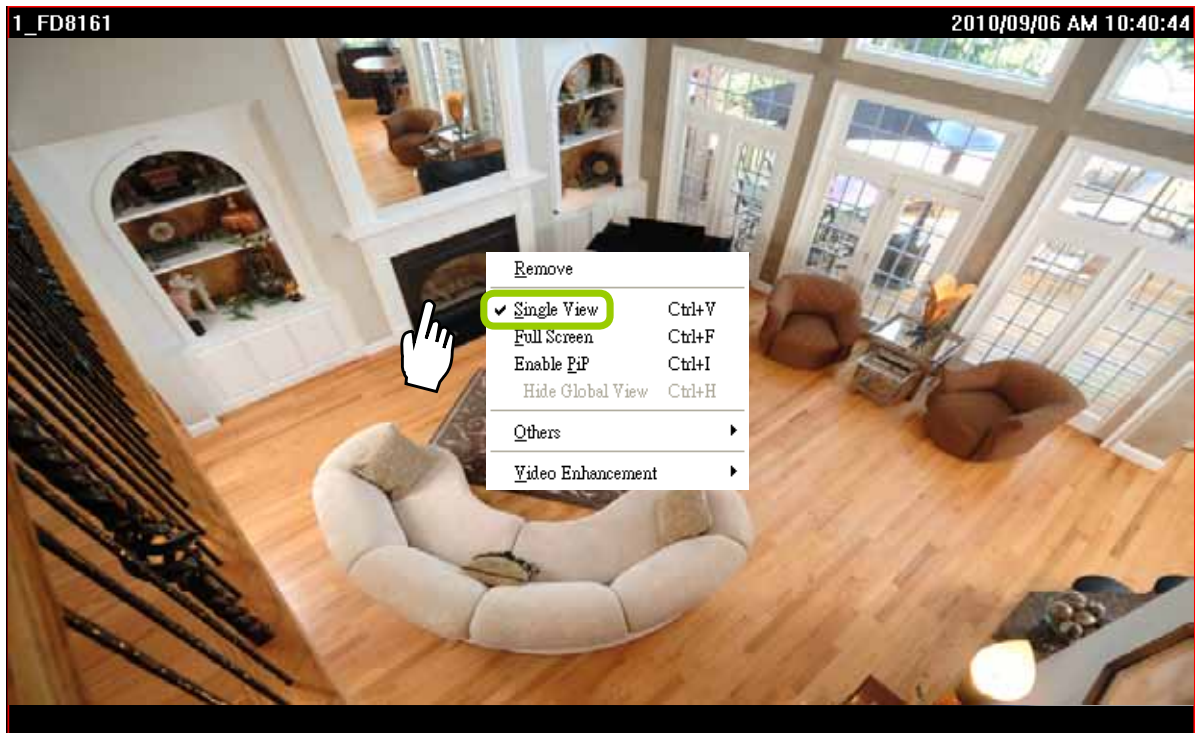 1_FD8161 2010/09/06 AM 10:40:44
Remove
Single View Ctrl+V
Full Screen Ctrl+F
Enable PiP Ctrl+I
Hide Global View Ctrl+H
Others
Video Enhancement